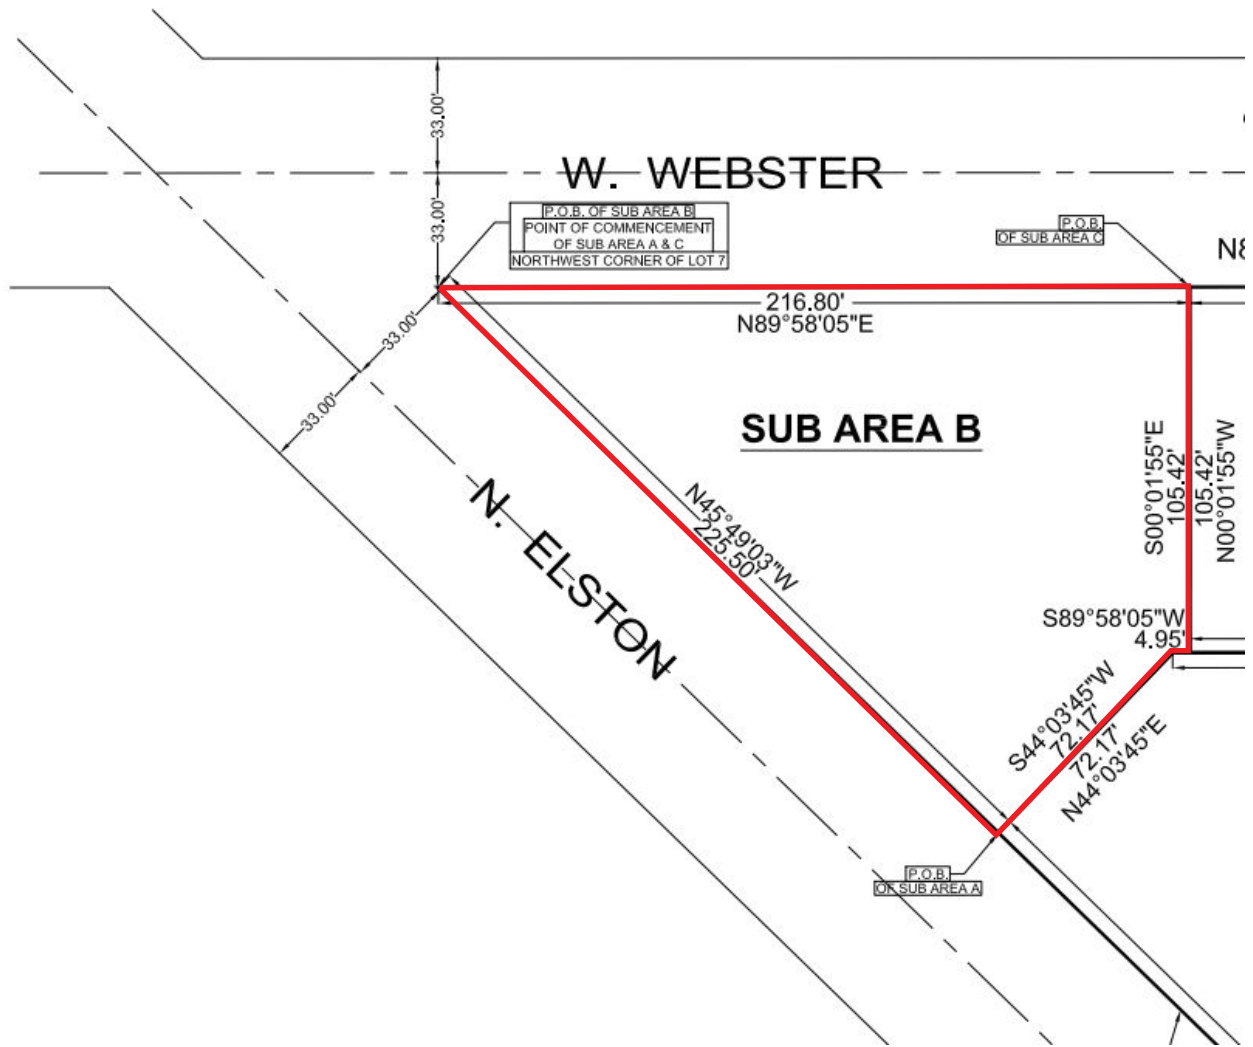 33.00'
W. WEBSTER
33.00'
P.O.B. OF SUB AREA B
POINT OF COMMENCEMENT
OF SUB AREA A & C
NORTHWEST CORNER OF LOT 7
P.O.B.
OF SUB AREA C
N8
216.80'
N89°58'05"E
33.00'
33.00'
SUB AREA B
S00°01'55"E
105.42'
105.42'
N00°01'55"W
N45°49'03"W
225.50'
N. ELSTON
S89°58'05"W
4.95'
S44°03'45"W
72.17'
72.17'
N44°03'45"E
P.O.B.
OF SUB AREA A